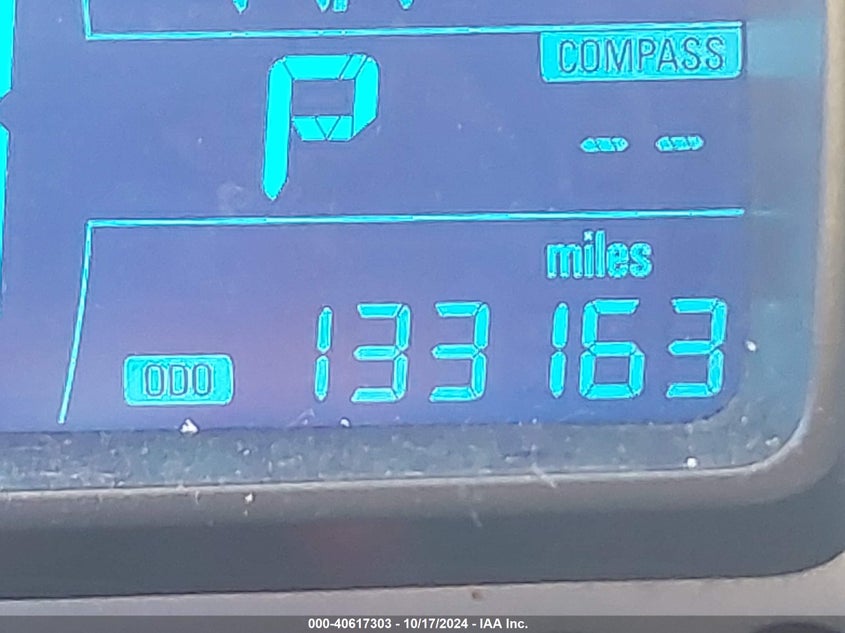 P
COMPASS
--
miles
ODO 133163
000-40617303 - 10/17/2024 - IAA Inc.